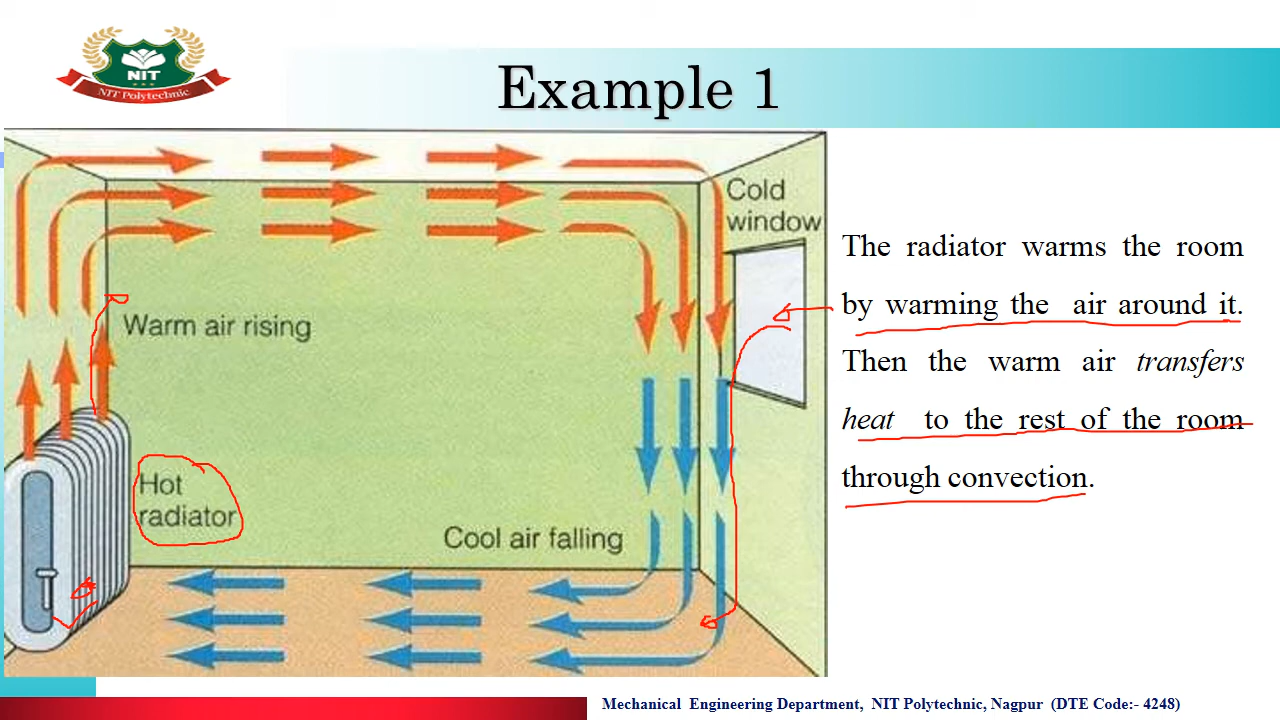 NIT
NIT Polytechnic
Example 1
Cold
window
Warm air rising
Hot
radiator
Cool air falling
The radiator warms the room
by warming the air around it.
Then the warm air transfers
heat to the rest of the room
through convection.
Mechanical Engineering Department, NIT Polytechnic, Nagpur (DTE Code:- 4248)